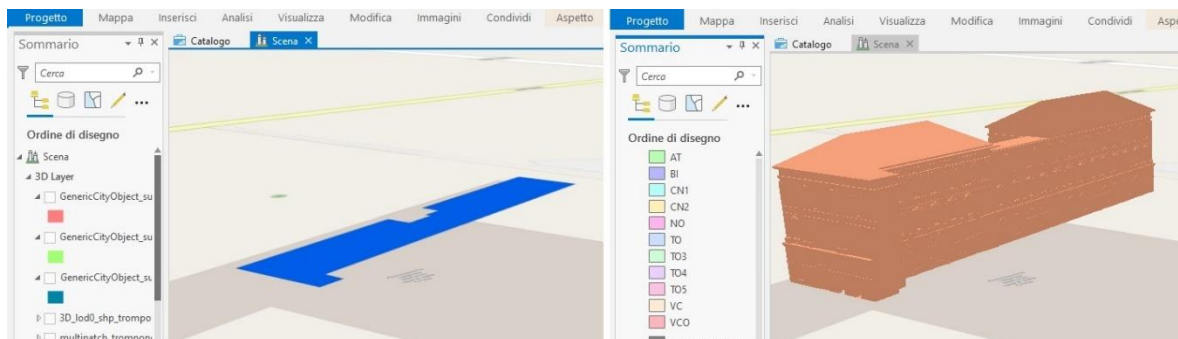 Progetto Mappa Inserisci Analisi Visualizza Modifica Immagini Condividi Aspetto
Sommario
Catalogo Scena
Cerca
Ordine di disegno
Scena
3D Layer
GenericCityObject_su
GenericCityObject_su
GenericCityObject_su
3D_lod0_shp_trompo
multipatch_trompon
Progetto Mappa Inserisci Analisi Visualizza Modifica Immagini Condividi Aspe
Sommario
Catalogo Scena
Cerca
Ordine di disegno
AT
BI
CN1
CN2
NO
TO
TO3
TO4
TO5
VC
VCO